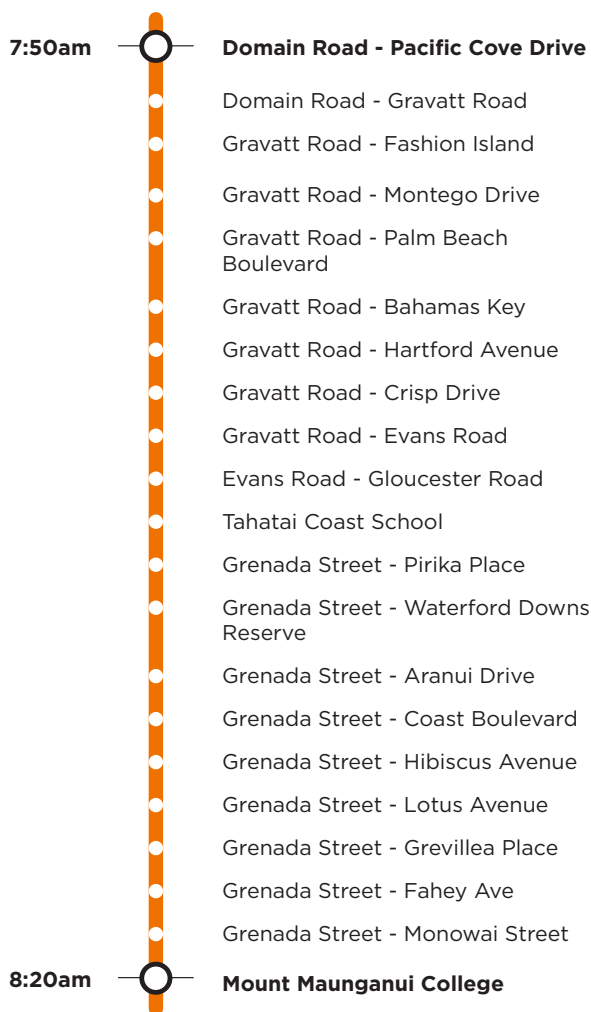 7:50am Domain Road - Pacific Cove Drive
Domain Road - Gravatt Road
Gravatt Road - Fashion Island
Gravatt Road - Montego Drive
Gravatt Road - Palm Beach
Boulevard
Gravatt Road - Bahamas Key
Gravatt Road - Hartford Avenue
Gravatt Road - Crisp Drive
Gravatt Road - Evans Road
Evans Road - Gloucester Road
Tahatai Coast School
Grenada Street - Pirika Place
Grenada Street - Waterford Downs
Reserve
Grenada Street - Aranui Drive
Grenada Street - Coast Boulevard
Grenada Street - Hibiscus Avenue
Grenada Street - Lotus Avenue
Grenada Street - Grevillea Place
Grenada Street - Fahey Ave
Grenada Street - Monowai Street
8:20am Mount Maunganui College